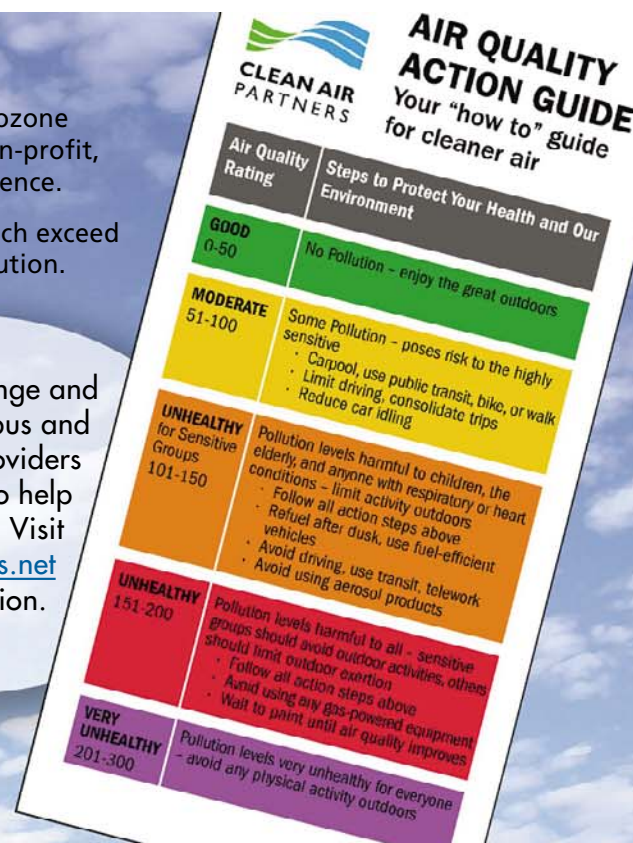 ozone
n-profit,
ence.
ch exceed
ution.
nge and
ous and
oviders
o help
Visit
s.net
ion.
CLEAN AIR
PARTNERS
AIR QUALITY
ACTION GUIDE
Your "how to" guide
for cleaner air
Air Quality
Rating
Steps to Protect Your Health and Our
Environment
GOOD
0-50
No Pollution – enjoy the great outdoors
MODERATE
51-100
Some Pollution – poses risk to the highly
sensitive
· Carpool, use public transit, bike, or walk
· Limit driving, consolidate trips
· Reduce car idling
UNHEALTHY
for Sensitive
Groups
101-150
Pollution levels harmful to children, the
elderly, and anyone with respiratory or heart
conditions – limit activity outdoors
· Follow all action steps above
· Refuel after dusk, use fuel-efficient
vehicles
· Avoid driving, use transit, telework
· Avoid using aerosol products
UNHEALTHY
151-200
Pollution levels harmful to all – sensitive
groups should avoid outdoor activities, others
should limit outdoor exertion
· Follow all action steps above
· Avoid using any gas-powered equipment
· Wait to paint until air quality improves
VERY
UNHEALTHY
201-300
Pollution levels very unhealthy for everyone
– avoid any physical activity outdoors